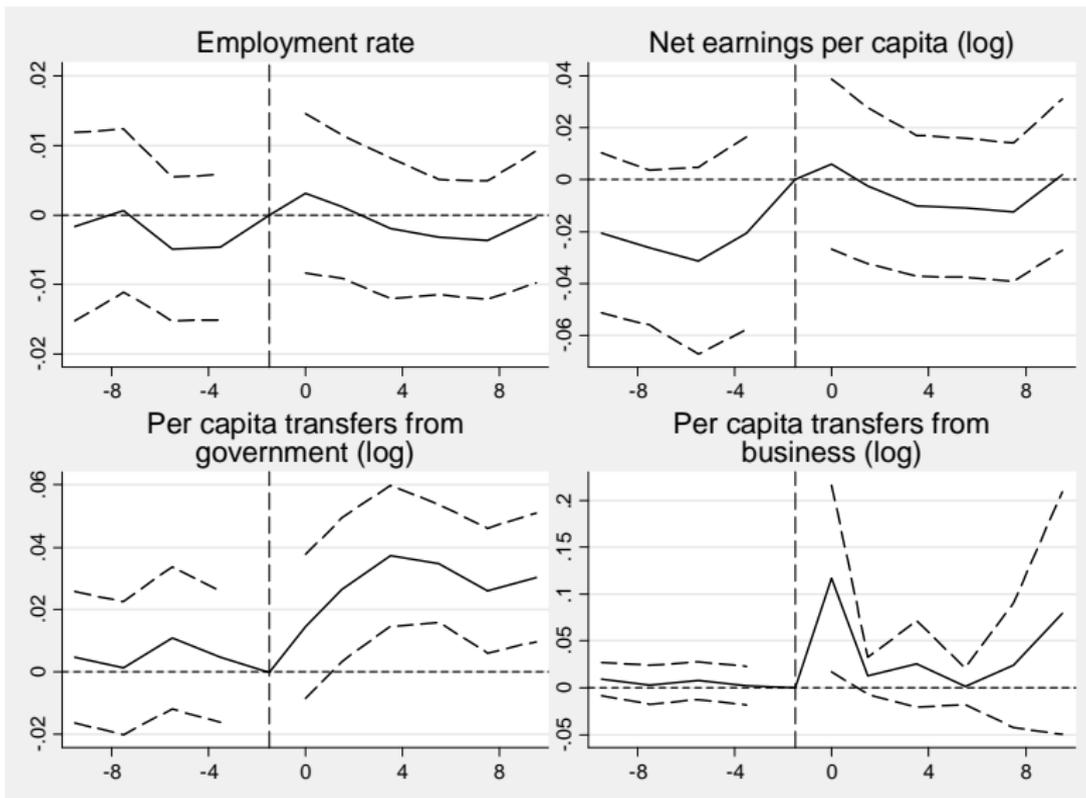 Employment rate
.02
.01
0
-.01
-.02
-8 -4 0 4 8
Net earnings per capita (log)
.04
.02
0
-.02
-.04
-.06
-8 -4 0 4 8
Per capita transfers from
government (log)
.06
.04
.02
0
-.02
-8 -4 0 4 8
Per capita transfers from
business (log)
.2
.15
.1
.05
0
-.05
-8 -4 0 4 8